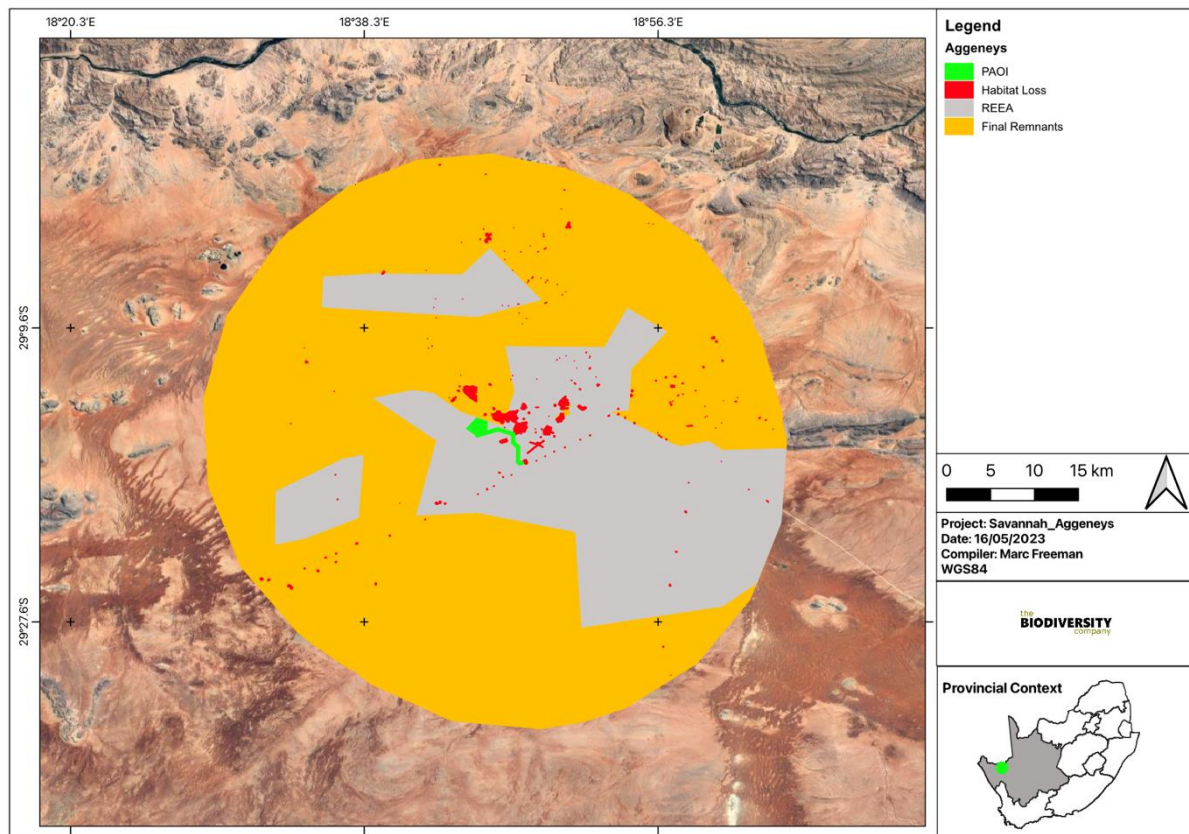 18°20.3'E
18°38.3'E
18°56.3'E
29°9.6'S
29°27.6'S
Legend
Aggeneys
PAOI
Habitat Loss
REEA
Final Remnants
0 5 10 15 km
Project: Savannah_Aggeneys
Date: 16/05/2023
Compiler: Marc Freeman
WGS84
the
BIODIVERSITY
company
Provincial Context